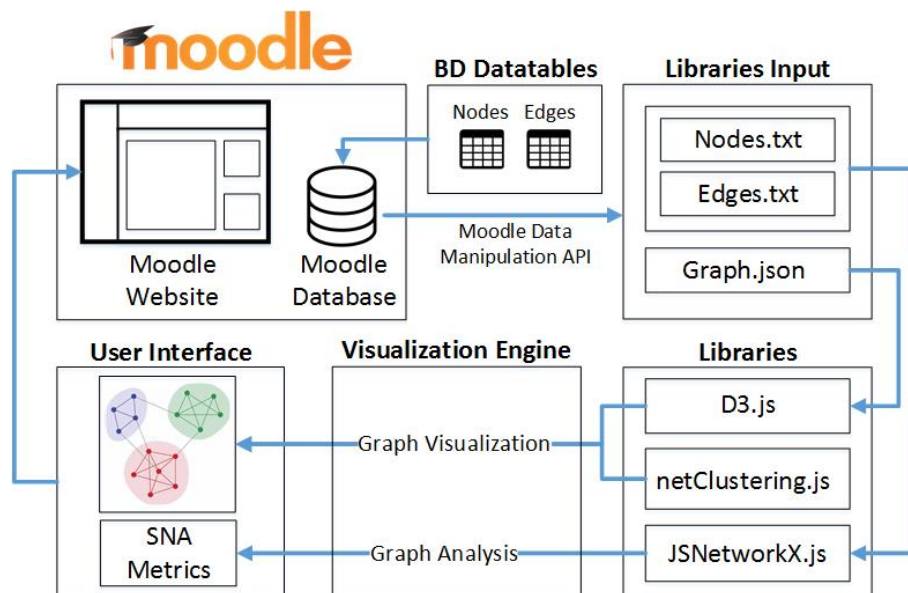 moodle
BD Datatables
Libraries Input
Nodes Edges
Nodes.txt
Edges.txt
Moodle Data
Manipulation API
Graph.json
Moodle
Website
Moodle
Database
User Interface
Visualization Engine
Libraries
D3.js
Graph Visualization
netClustering.js
SNA
Metrics
Graph Analysis
JSNetworkX.js